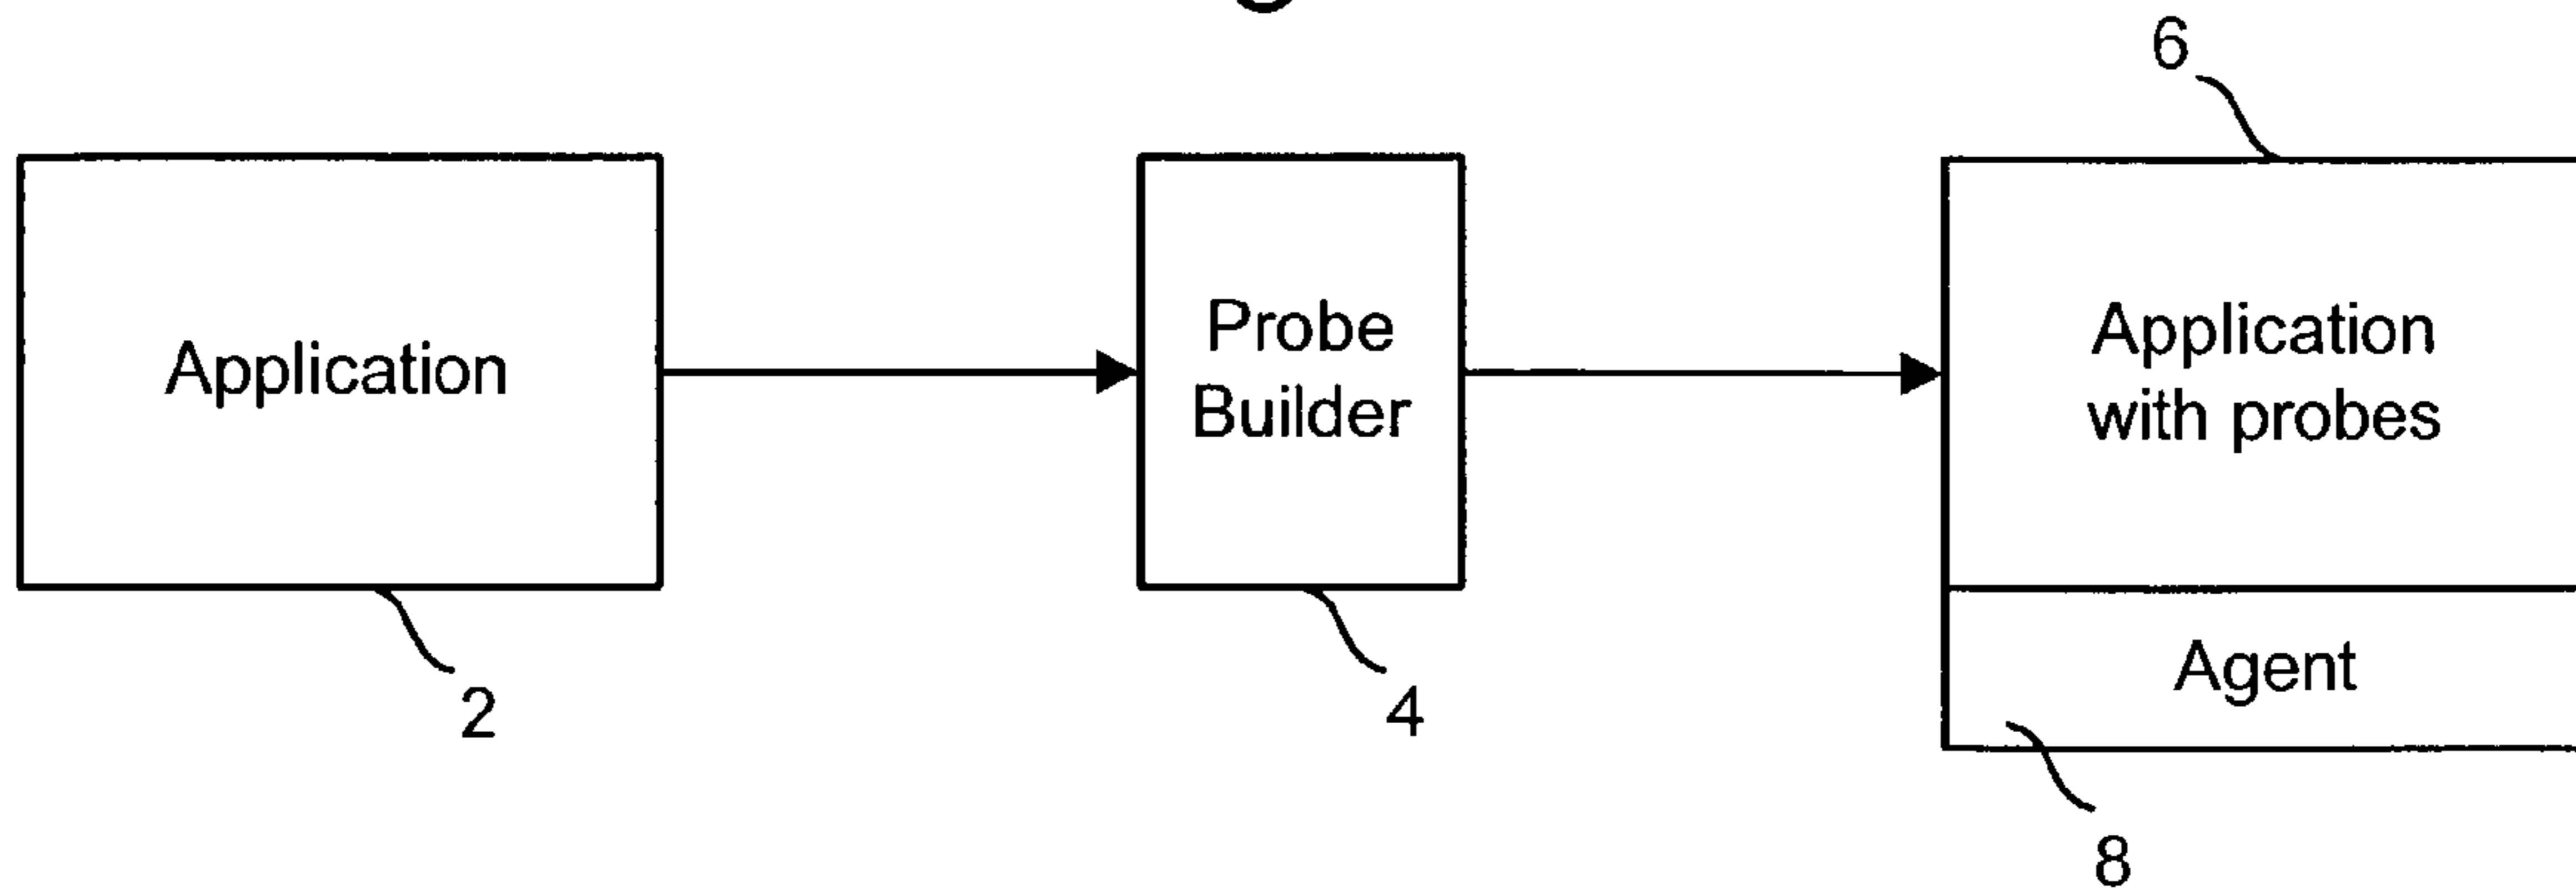 6
Application
Probe
Builder
Application
with probes
Agent
2
4
8